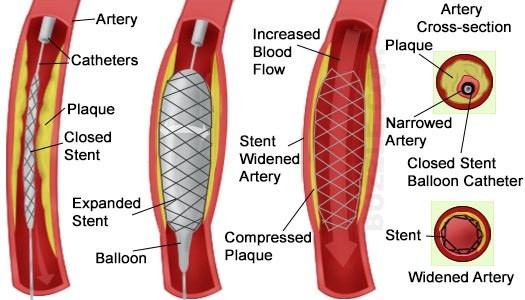 Artery
Catheters
Plaque
Closed
Stent
Expanded
Stent
Balloon
Increased
Blood
Flow
Stent
Widened
Artery
Compressed
Plaque
Artery
Cross-section
Plaque
Narrowed
Artery
Closed Stent
Balloon Catheter
Stent
Widened Artery